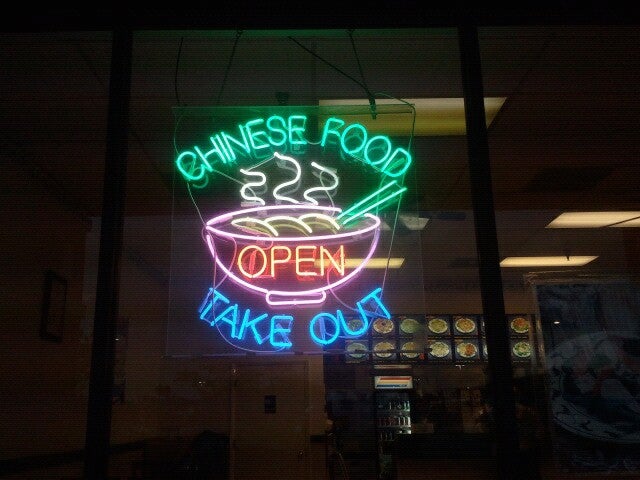 CHINESE FOOD
OPEN
TAKE OUT